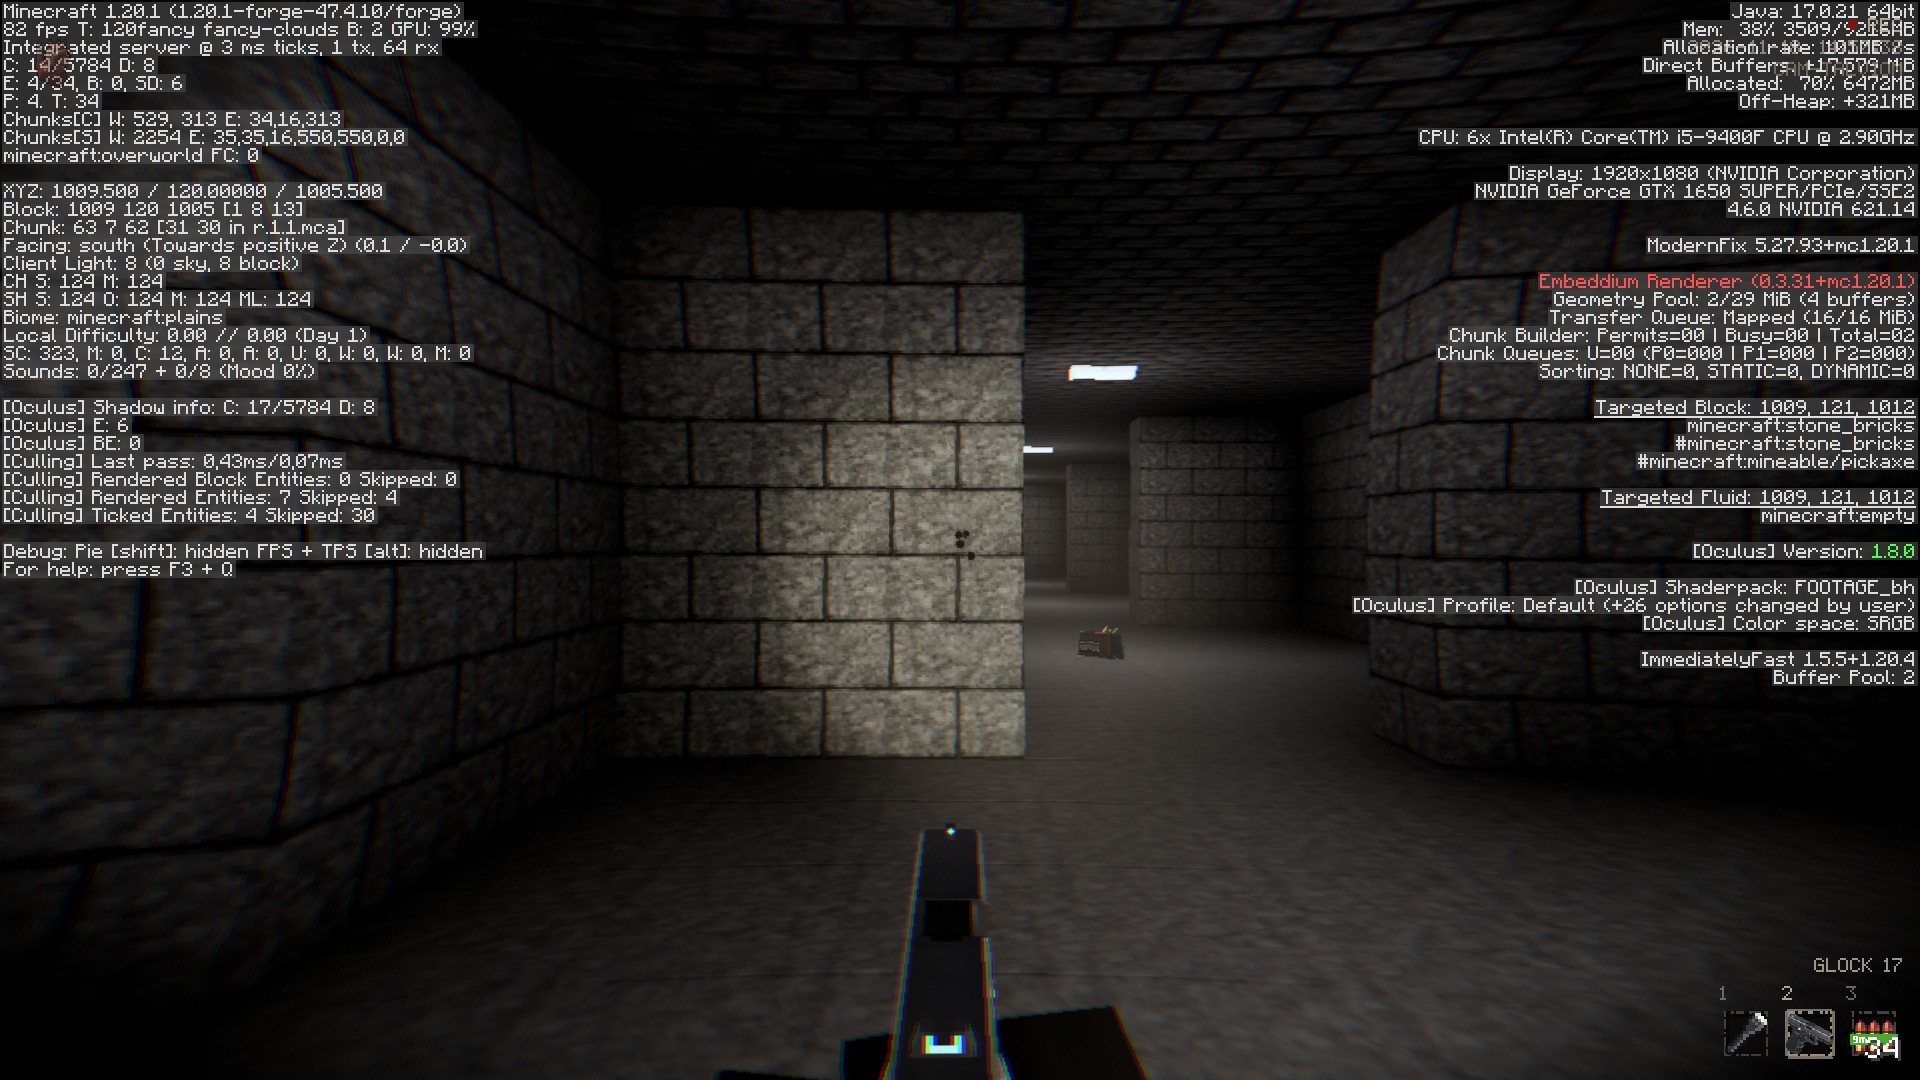 Minecraft 1.20.1 (1.20.1-forge-47.4.10/forge)
82 fps T: 120fancy fancy-clouds B: 2 GPU: 99%
Integrated server @ 3 ms ticks, 1 tx, 64 rx
C: 14/5784 D: 8
E: 4/34, B: 0, SD: 6
P: 4. T: 34
Chunks[C] W: 529, 313 E: 34,16,313
Chunks[S] W: 2254 E: 35,35,16,550,550,0,0
minecraft:overworld FC: 0
XYZ: 1009.500 / 120.00000 / 1005.500
Block: 1009 120 1005 [1 8 13]
Chunk: 63 7 62 [31 30 in r.1.1.mca]
Facing: south (Towards positive Z) (0.1 / -0.0)
Client Light: 8 (0 sky, 8 block)
CH S: 124 M: 124
SH S: 124 O: 124 M: 124 ML: 124
Biome: minecraft:plains
Local Difficulty: 0.00 // 0.00 (Day 1)
SC: 323, M: 0, C: 12, A: 0, A: 0, U: 0, W: 0, W: 0, M: 0
Sounds: 0/247 + 0/8 (Mood 0%)
[Oculus] Shadow info: C: 17/5784 D: 8
[Oculus] E: 6
[Oculus] BE: 0
[Culling] Last pass: 0,43ms/0,07ms
[Culling] Rendered Block Entities: 0 Skipped: 0
[Culling] Rendered Entities: 7 Skipped: 4
[Culling] Ticked Entities: 4 Skipped: 30
Debug: Pie [shift]: hidden FPS + TPS [alt]: hidden
For help: press F3 + Q
Java: 17.0.21 64bit
Mem: 38% 3509/9216MB
Allocation rate:
Direct Buffers:
Allocated: 70% 6472MB
Off-Heap: +321MB
CPU: 6x Intel(R) Core(TM) i5-9400F CPU @ 2.90GHz
Display: 1920x1080 (NVIDIA Corporation)
NVIDIA GeForce GTX 1650 SUPER/PCIe/SSE2
4.6.0 NVIDIA 621.14
ModernFix 5.27.93+mc1.20.1
Embeddium Renderer (0.3.31+mc1.20.1)
Geometry Pool: 2/29 MiB (4 buffers)
Transfer Queue: Mapped (16/16 MiB)
Chunk Builder: Permits=00 | Busy=00 | Total=02
Chunk Queues: U=00 (P0=000 | P1=000 | P2=000)
Sorting: NONE=0, STATIC=0, DYNAMIC=0
Targeted Block: 1009, 121, 1012
minecraft:stone_bricks
#minecraft:stone_bricks
#minecraft:mineable/pickaxe
Targeted Fluid: 1009, 121, 1012
minecraft:empty
[Oculus] Version: 1.8.0
[Oculus] Shaderpack: FOOTAGE_bh
[Oculus] Profile: Default (+26 options changed by user)
[Oculus] Color space: SRGB
ImmediatelyFast 1.5.5+1.20.4
Buffer Pool: 2
GLOCK 17
1 2 3
9mm
34